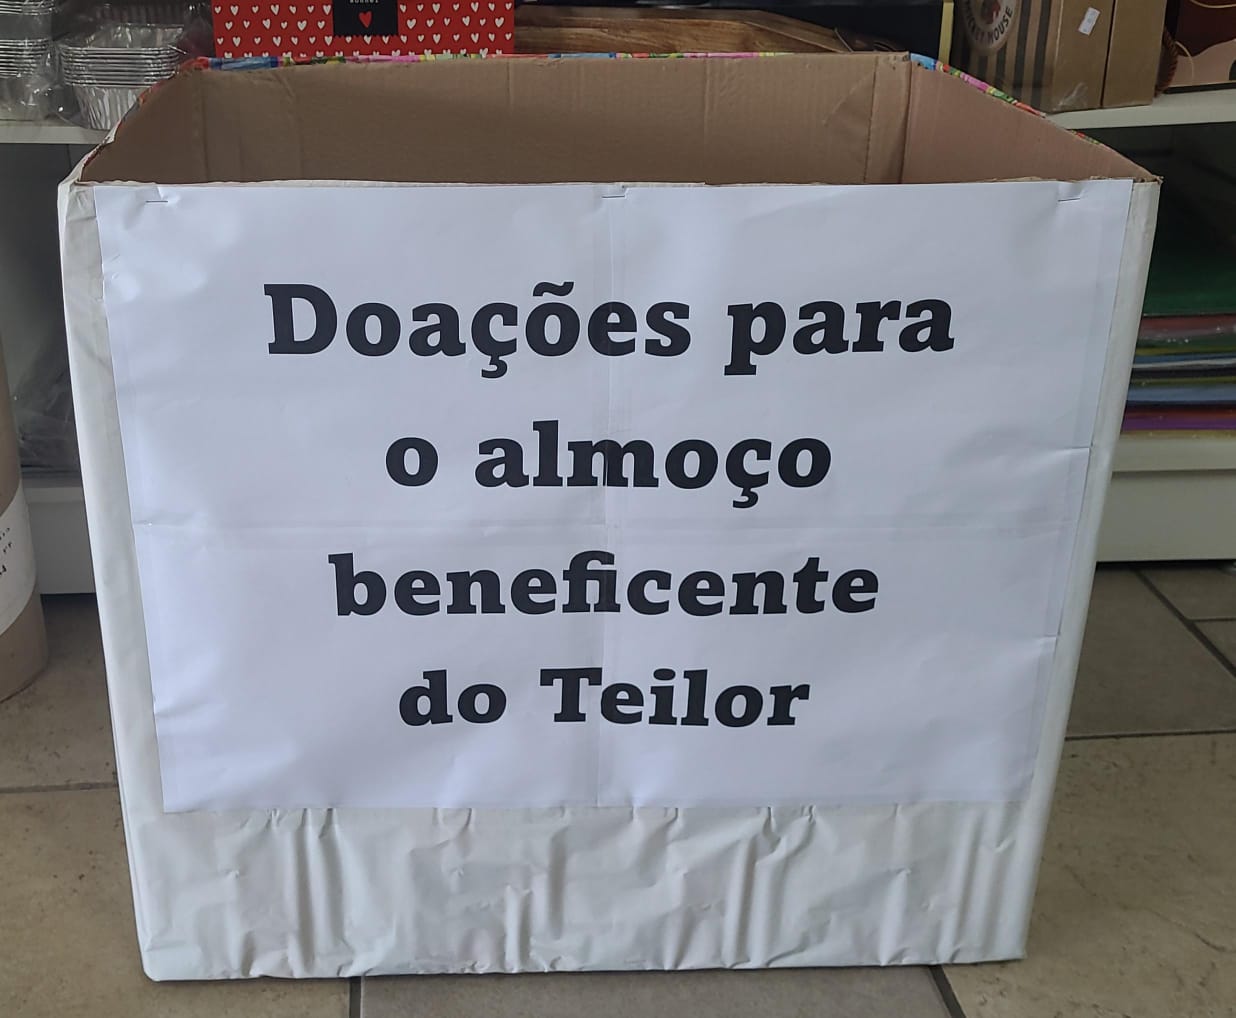 Doações para
o almoço
beneficente
do Teilor